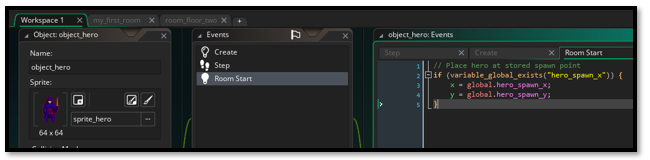 Workspace 1
my_first_room
room_floor_two
+
Object: object_hero
Name:
object_hero
Sprite:
64 x 64
sprite_hero
...
Events
Create
Step
Room Start
object_hero: Events
Step
Create
Room Start
1 // Place hero at stored spawn point
2 if (variable_global_exists("hero_spawn_x")) {
3 x = global.hero_spawn_x;
4 y = global.hero_spawn_y;
5 }